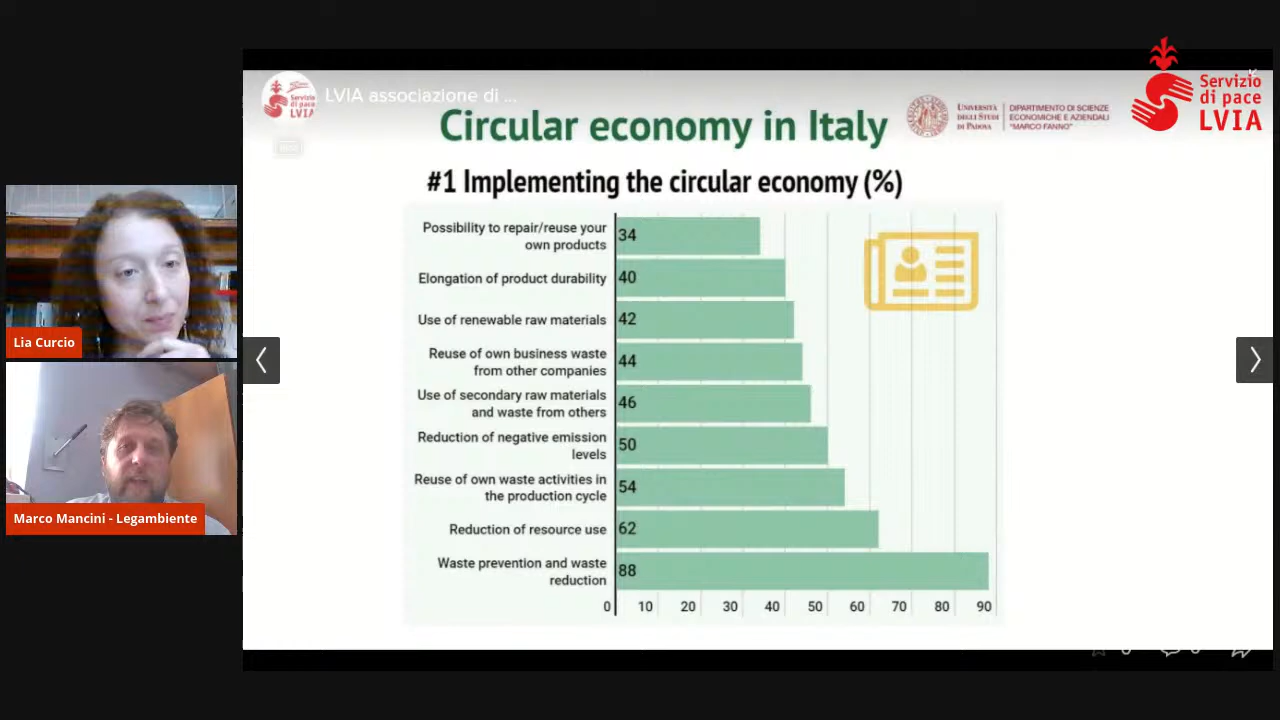 LVIA associazione di ...
Servizio
di pace
LVIA
Circular economy in Italy
UNIVERSITÀ
DEGLI STUDI
DI PADOVA
DIPARTIMENTO DI SCIENZE
ECONOMICHE E AZIENDALI
"MARCO FANNO"
Servizio
di pace
LVIA
#1 Implementing the circular economy (%)
Possibility to repair/reuse your
own products
34
Elongation of product durability
40
Use of renewable raw materials
42
Reuse of own business waste
from other companies
44
Use of secondary raw materials
and waste from others
46
Reduction of negative emission
levels
50
Reuse of own waste activities in
the production cycle
54
Reduction of resource use
62
Waste prevention and waste
reduction
88
0 10 20 30 40 50 60 70 80 90
Lia Curcio
Marco Mancini - Legambiente